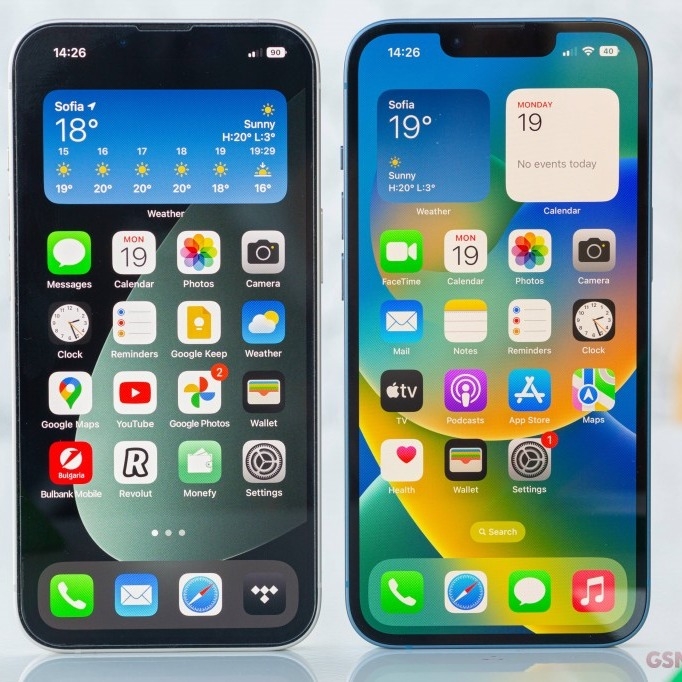 14:26
90
Sofia
18°
Sunny
H:20° L:3°
15 16 17 18 19 19:29
19° 20° 20° 20° 18° 16°
Weather
MON
19
Messages Calendar Photos Camera
Clock Reminders Google Keep Weather
2
Google Maps YouTube Google Photos Wallet
Bulgaria
R
Bulbank Mobile Revolut Monefy Settings
14:26
40
Sofia
19°
Sunny
H:20° L:3°
Weather
MONDAY
19
No events today
Calendar
MON
19
FaceTime Calendar Photos Camera
Mail Notes Reminders Clock
tv
TV Podcasts App Store Maps
1
Health Wallet Settings
Search
GSM